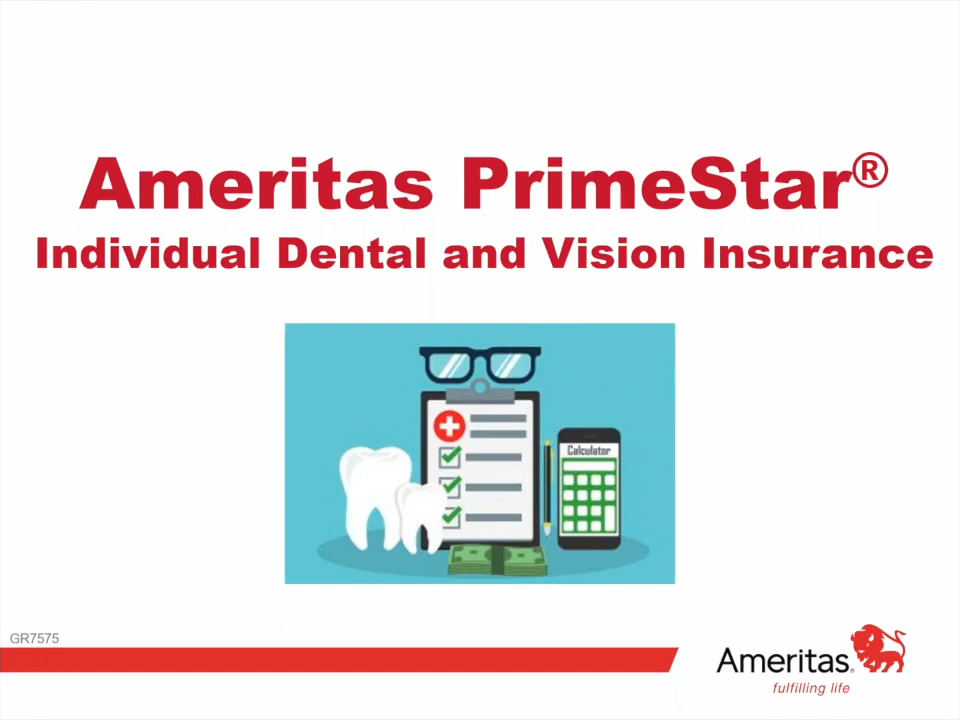 Ameritas PrimeStar®
Individual Dental and Vision Insurance
Calculator
GR7575
Ameritas®
fulfilling life